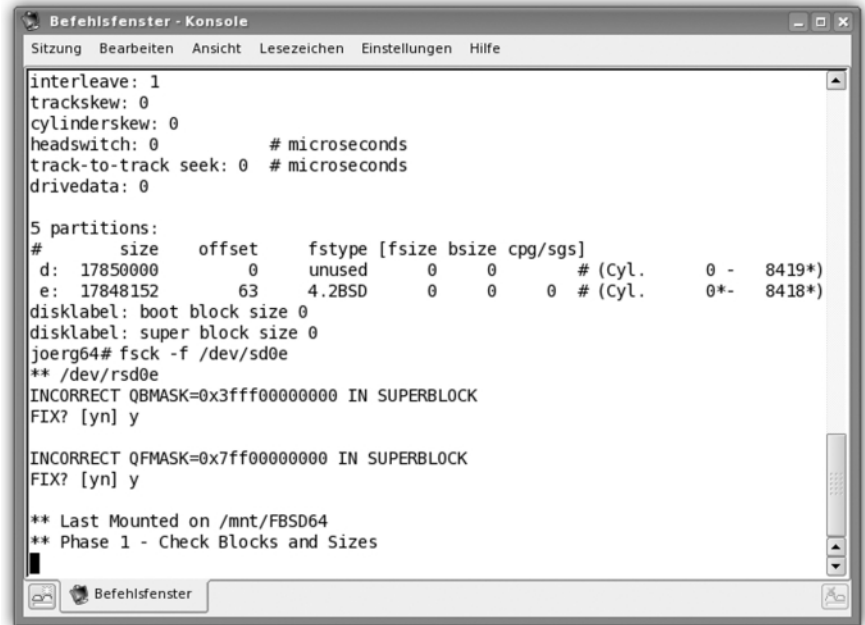 Befehlsfenster - Konsole
Sitzung Bearbeiten Ansicht Lesezeichen Einstellungen Hilfe
interleave: 1
trackskew: 0
cylinderskew: 0
headswitch: 0 # microseconds
track-to-track seek: 0 # microseconds
drivedata: 0
5 partitions:
# size offset fstype [fsize bsize cpg/sgs]
d: 17850000 0 unused 0 0 # (Cyl. 0 - 8419*)
e: 17848152 63 4.2BSD 0 0 0 # (Cyl. 0*- 8418*)
disklabel: boot block size 0
disklabel: super block size 0
joerg64# fsck -f /dev/sd0e
** /dev/rsd0e
INCORRECT QBMASK=0x3fff00000000 IN SUPERBLOCK
FIX? [yn] y
INCORRECT QFMASK=0x7ff00000000 IN SUPERBLOCK
FIX? [yn] y
** Last Mounted on /mnt/FBSD64
** Phase 1 - Check Blocks and Sizes
Befehlsfenster